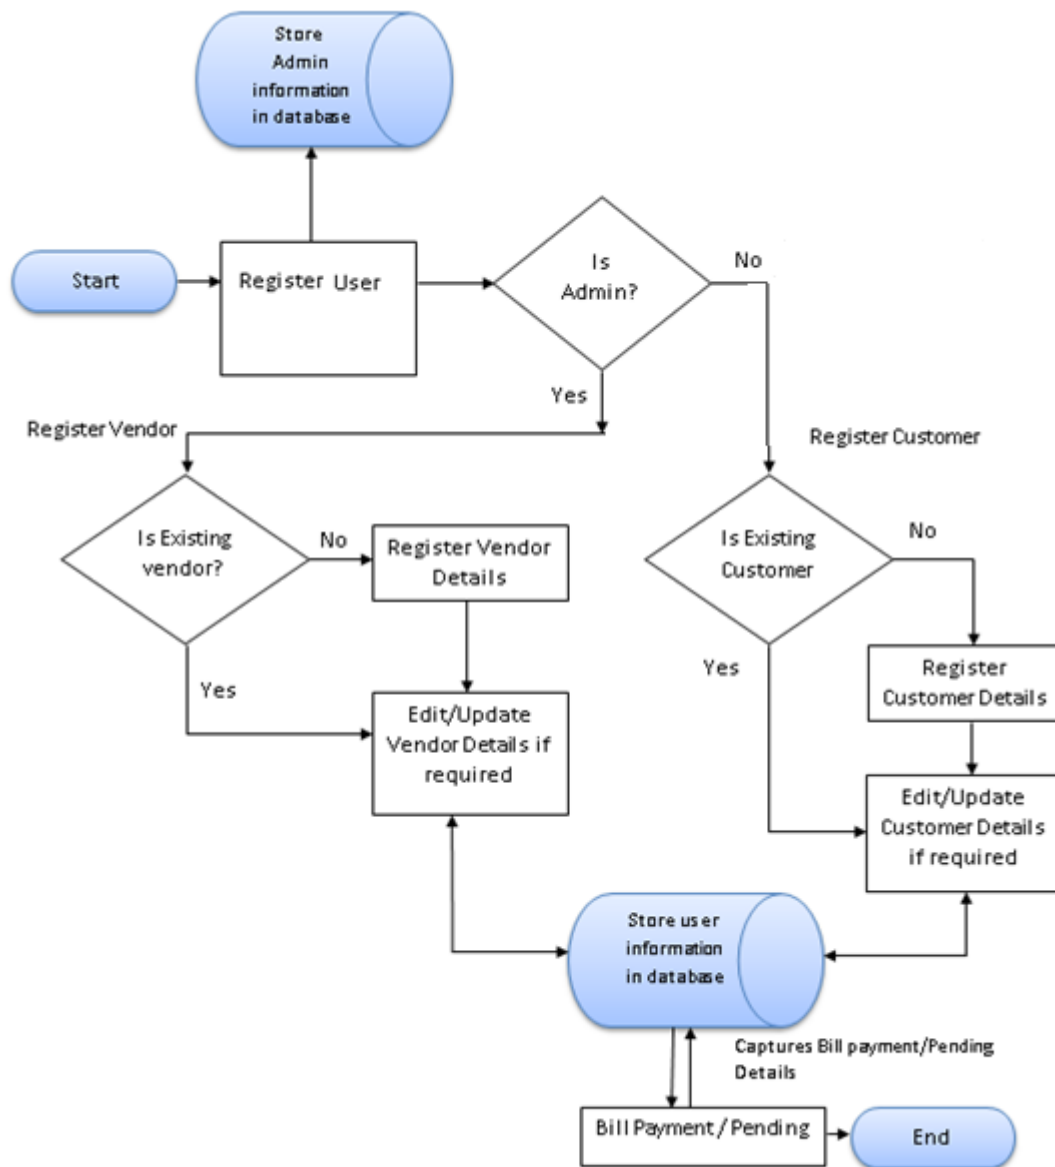 Store
Admin
information
in database
Start
Register User
Is
Admin?
No
Yes
Register Vendor
Register Customer
Is Existing
vendor?
No
Register Vendor
Details
Is Existing
Customer
No
Yes
Yes
Register
Customer Details
Edit/Update
Vendor Details if
required
Edit/Update
Customer Details
if required
Store user
information
in database
Captures Bill payment/Pending
Details
Bill Payment / Pending
End